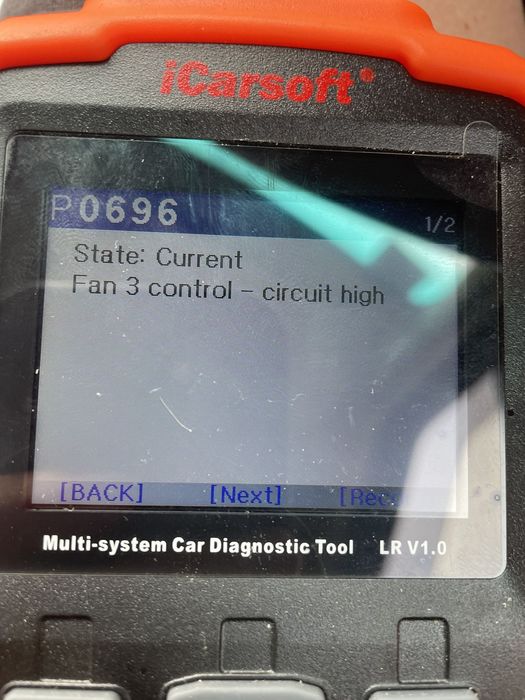 iCarsoft®
P0696
1/2
State: Current
Fan 3 control - circuit high
[BACK] [Next]
Multi-system Car Diagnostic Tool LR V1.0